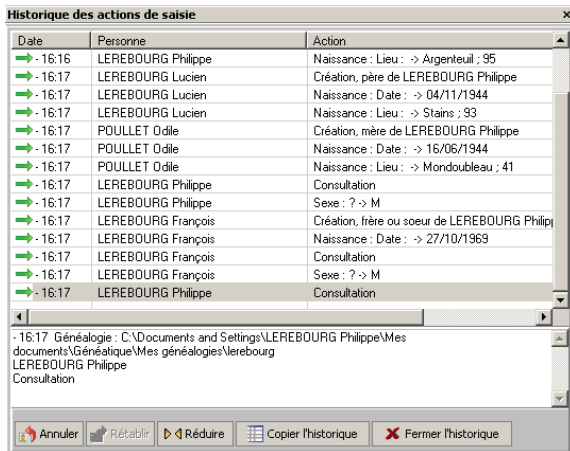 Historique des actions de saisie x
Date Personne Action
- 16:16 LEREBOURG Philippe Naissance : Lieu : -> Argenteuil ; 95
- 16:17 LEREBOURG Lucien Création, père de LEREBOURG Philippe
- 16:17 LEREBOURG Lucien Naissance : Date : -> 04/11/1944
- 16:17 LEREBOURG Lucien Naissance : Lieu : -> Stains ; 93
- 16:17 POULLET Odile Création, mère de LEREBOURG Philippe
- 16:17 POULLET Odile Naissance : Date : -> 16/06/1944
- 16:17 POULLET Odile Naissance : Lieu : -> Mondoubleau ; 41
- 16:17 LEREBOURG Philippe Consultation
- 16:17 LEREBOURG Philippe Sexe : ? -> M
- 16:17 LEREBOURG François Création, frère ou soeur de LEREBOURG Philip
- 16:17 LEREBOURG François Naissance : Date : -> 27/10/1969
- 16:17 LEREBOURG François Consultation
- 16:17 LEREBOURG François Sexe : ? -> M
- 16:17 LEREBOURG Philippe Consultation
- 16:17 Généalogie : C:\Documents and Settings\LEREBOURG Philippe\Mes
documents\Généatique\Mes généalogies\lerebourg
LEREBOURG Philippe
Consultation
Annuler Rétablir Réduire Copier l'historique Fermer l'historique